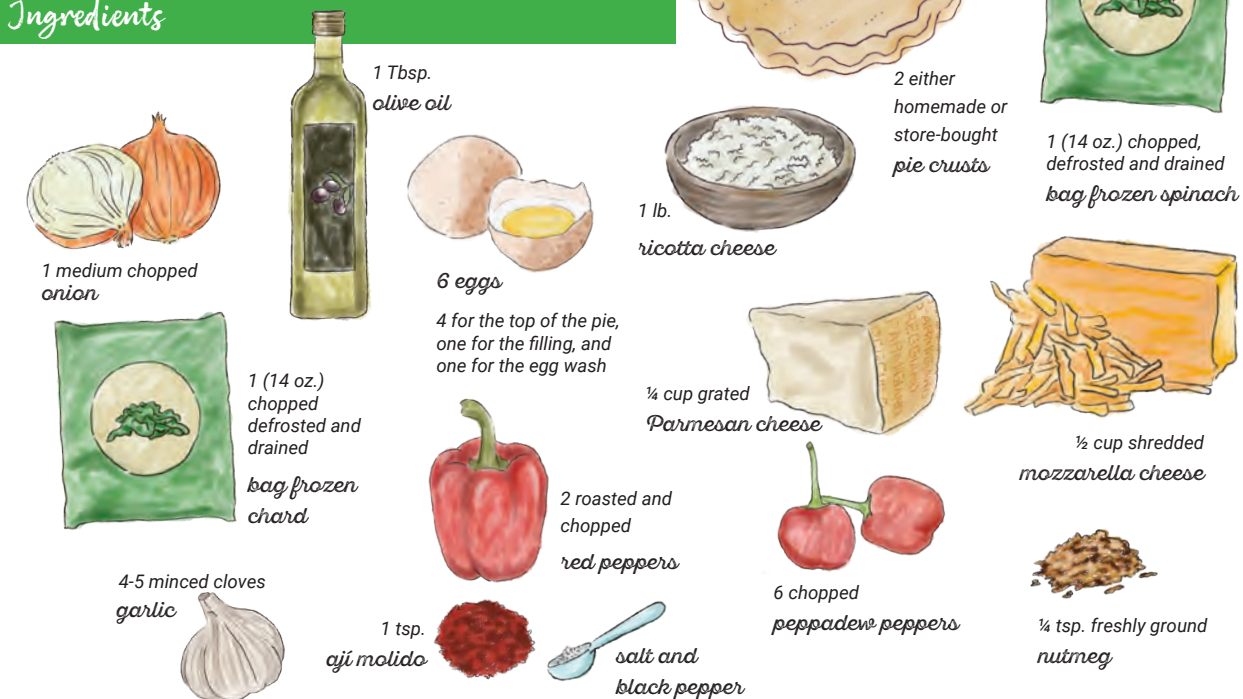 Ingredients
1 Tbsp.
olive oil
2 either
homemade or
store-bought
pie crusts
1 (14 oz.) chopped,
defrosted and drained
bag frozen spinach
1 medium chopped
onion
6 eggs
4 for the top of the pie,
one for the filling, and
one for the egg wash
1 lb.
ricotta cheese
1 (14 oz.)
chopped
defrosted and
drained
bag frozen
chard
¼ cup grated
Parmesan cheese
½ cup shredded
mozzarella cheese
2 roasted and
chopped
red peppers
6 chopped
peppadew peppers
4-5 minced cloves
garlic
1 tsp.
ají molido
salt and
black pepper
¼ tsp. freshly ground
nutmeg